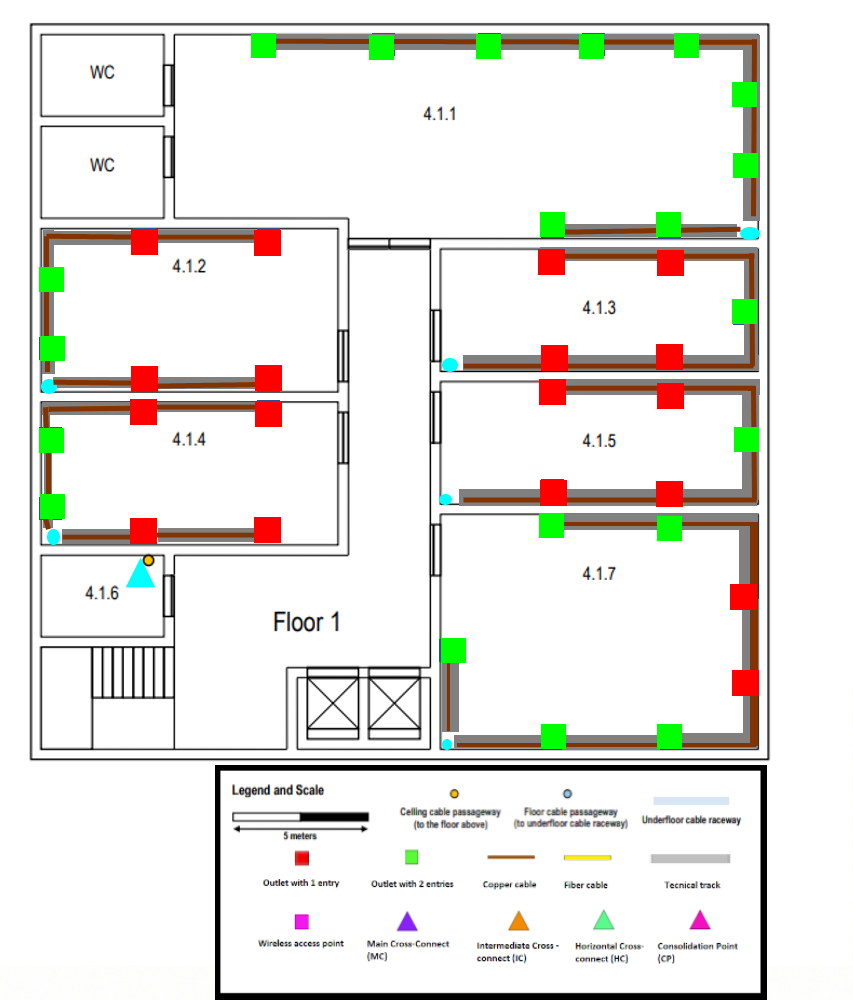 WC
4.1.1
WC
4.1.2
4.1.3
4.1.4
4.1.5
4.1.7
4.1.6
Floor 1
Legend and Scale
5 meters
Ceiling cable passageway
(to the floor above)
Floor cable passageway
(to underfloor cable raceway)
Underfloor cable raceway
Outlet with 1 entry
Outlet with 2 entries
Copper cable
Fiber cable
Tecnical track
Wireless access point
Main Cross-Connect
(MC)
Intermediate Cross -
connect (IC)
Horizontal Cross-
connect (HC)
Consolidation Point
(CP)